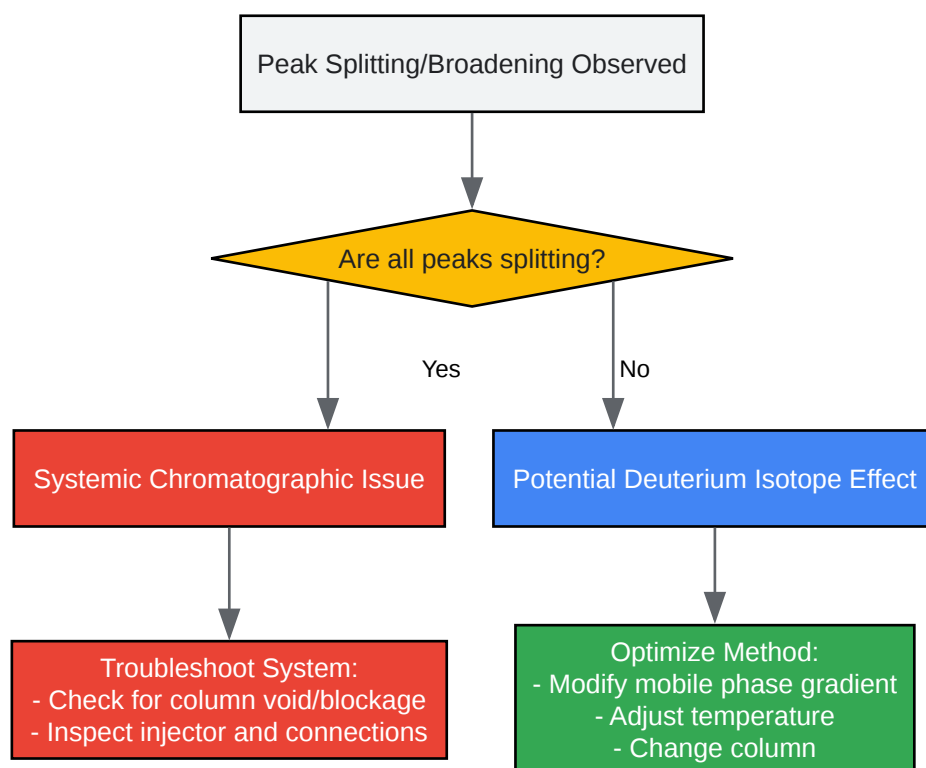 Peak Splitting/Broadening Observed
Are all peaks splitting?
Yes
No
Systemic Chromatographic Issue
Potential Deuterium Isotope Effect
Troubleshoot System:
- Check for column void/blockage
- Inspect injector and connections
Optimize Method:
- Modify mobile phase gradient
- Adjust temperature
- Change column